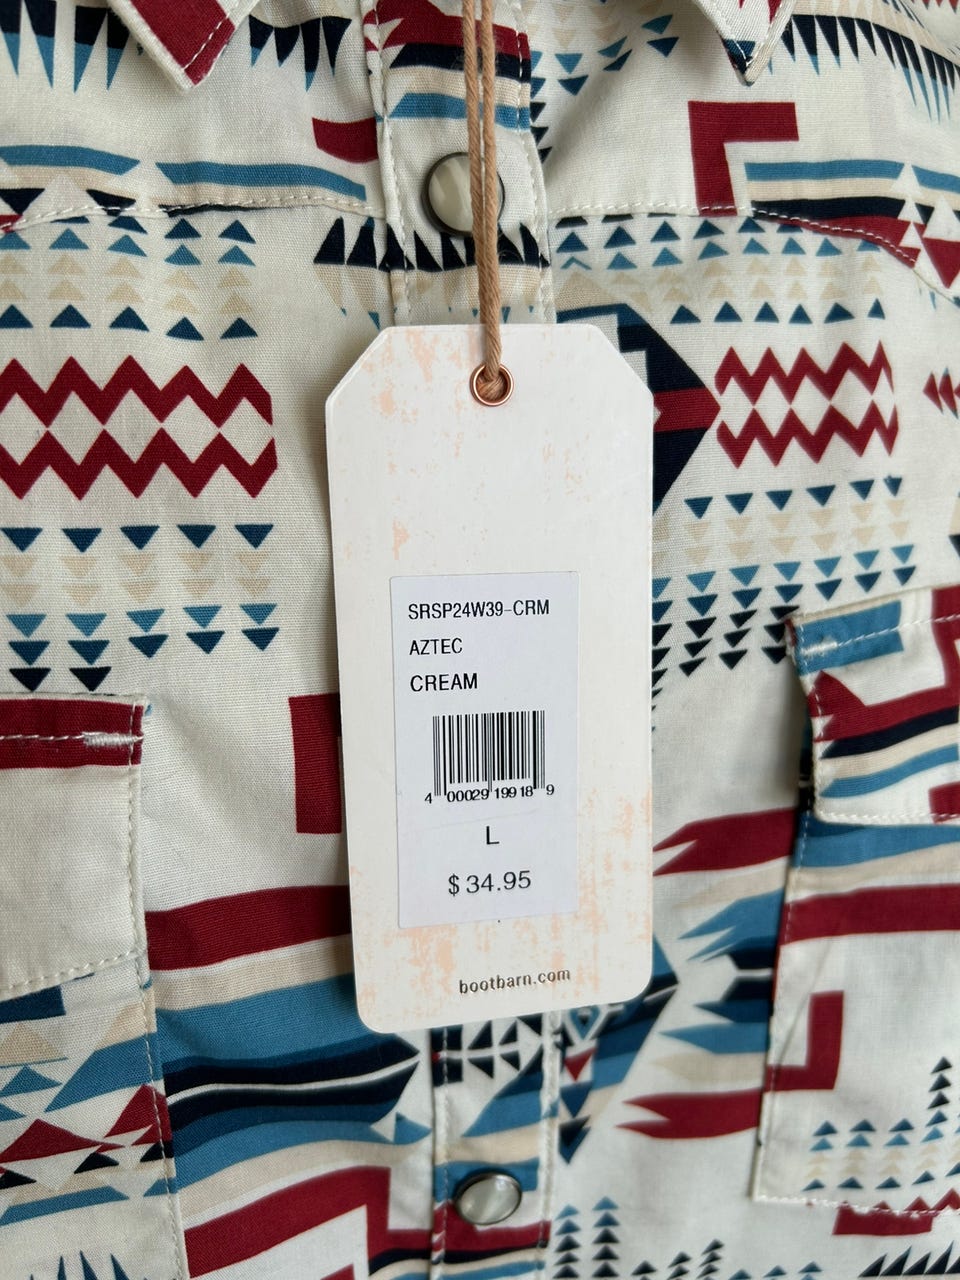 SRSP24W39-CRM
AZTEC
CREAM
4 00029 19918 9
L
$ 34.95
bootbarn.com